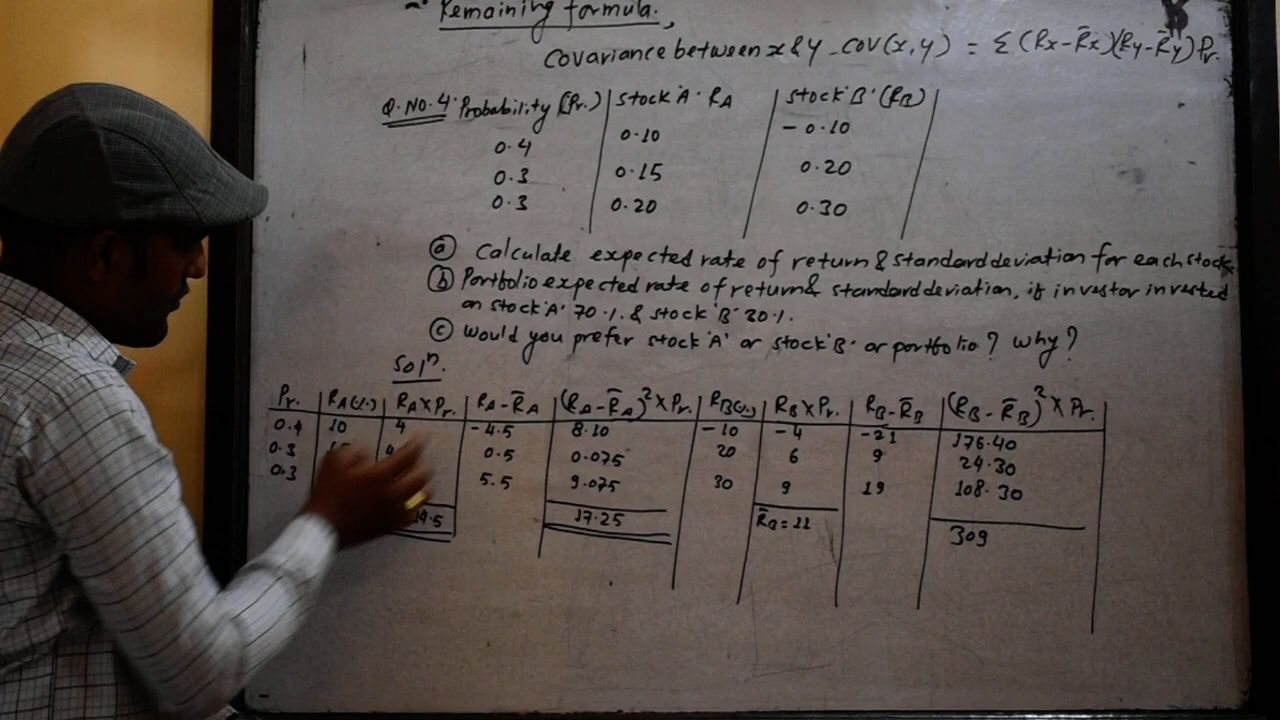 Remaining formula.
covariance between x & y - cov(x,y) = Σ (Rx-R̄x)(Ry-R̄y) Pr.
Q.NO.4 Probability (Pr.) | stock 'A' RA | stock 'B' (RB)
0.4 0.10 -0.10
0.3 0.15 0.20
0.3 0.20 0.30
(a) calculate expected rate of return & standard deviation for each stock
(b) Portfolio expected rate of return & standard deviation, if investor invested
on stock 'A' 70% & stock 'B' 30%.
(c) Would you prefer stock 'A' or stock 'B' or portfolio? Why?
Solⁿ.
Pr. | RA(%) | RA x Pr. | RA - R̄A | (RA - R̄A)² x Pr. | RB(%) | RB x Pr. | RB - R̄B | (RB - R̄B)² x Pr.
0.4 10 4 -4.5 8.10 -10 -4 -21 176.40
0.3 0.5 0.075 20 6 9 24.30
0.3 5.5 9.075 30 9 19 108.30
17.25 R̄B = 11 309